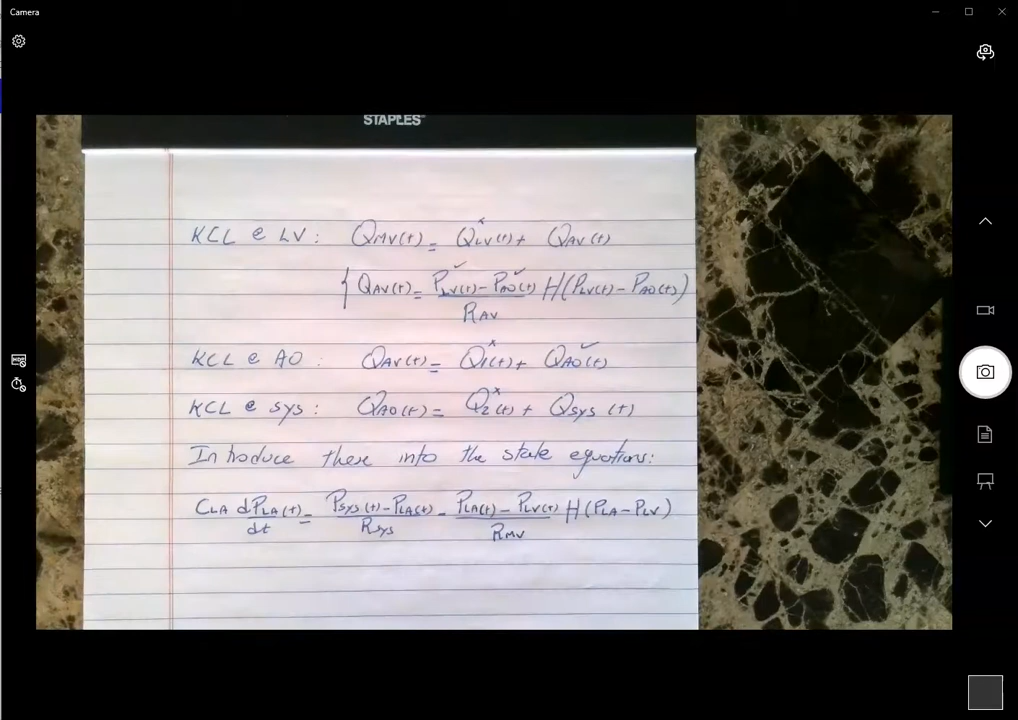 Camera
STAPLES
KCL @ LV: QMV(t) = QLV(t) + QAV(t)
{ QAV(t) = PLV(t) - PAO(t) H(PLV(t) - PAO(t))
RAV
KCL @ AO: QAV(t) = Q1(t) + QAO(t)
KCL @ sys: QAO(t) = Q2(t) + Qsys(t)
Introduce these into the state equations:
CLA dPLA(t) = Psys(t) - PLA(t) - PLA(t) - PLV(t) H(PLA - PLV)
dt Rsys RMV